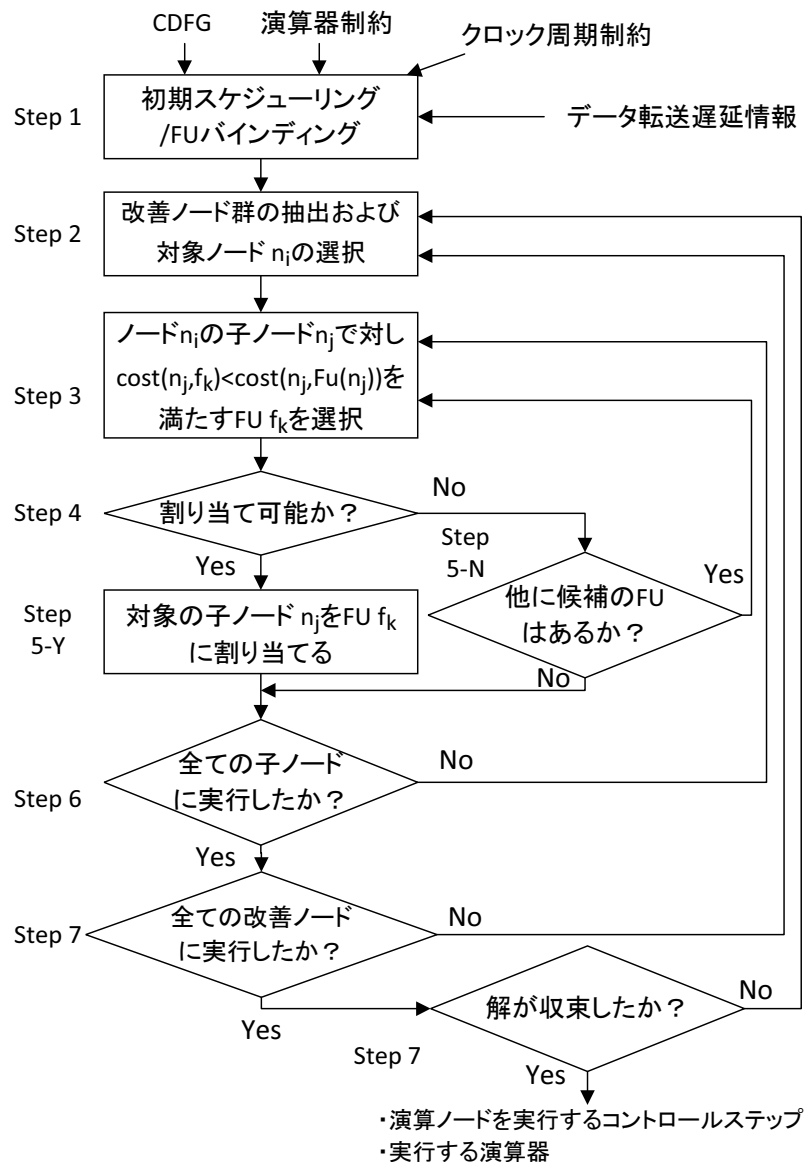 CDFG
演算器制約
クロック周期制約
Step 1
初期スケジューリング
/FUバインディング
データ転送遅延情報
Step 2
改善ノード群の抽出および
対象ノード niの選択
Step 3
ノードniの子ノードnjで対し
cost(nj,fk)<cost(nj,Fu(nj))を
満たすFU fkを選択
Step 4
割り当て可能か？
No
Yes
Step
5-N
他に候補のFU
はあるか？
Yes
No
Step
5-Y
対象の子ノード njをFU fk
に割り当てる
Step 6
全ての子ノード
に実行したか？
No
Yes
Step 7
全ての改善ノード
に実行したか？
No
Yes
Step 7
解が収束したか？
No
Yes
・演算ノードを実行するコントロールステップ
・実行する演算器